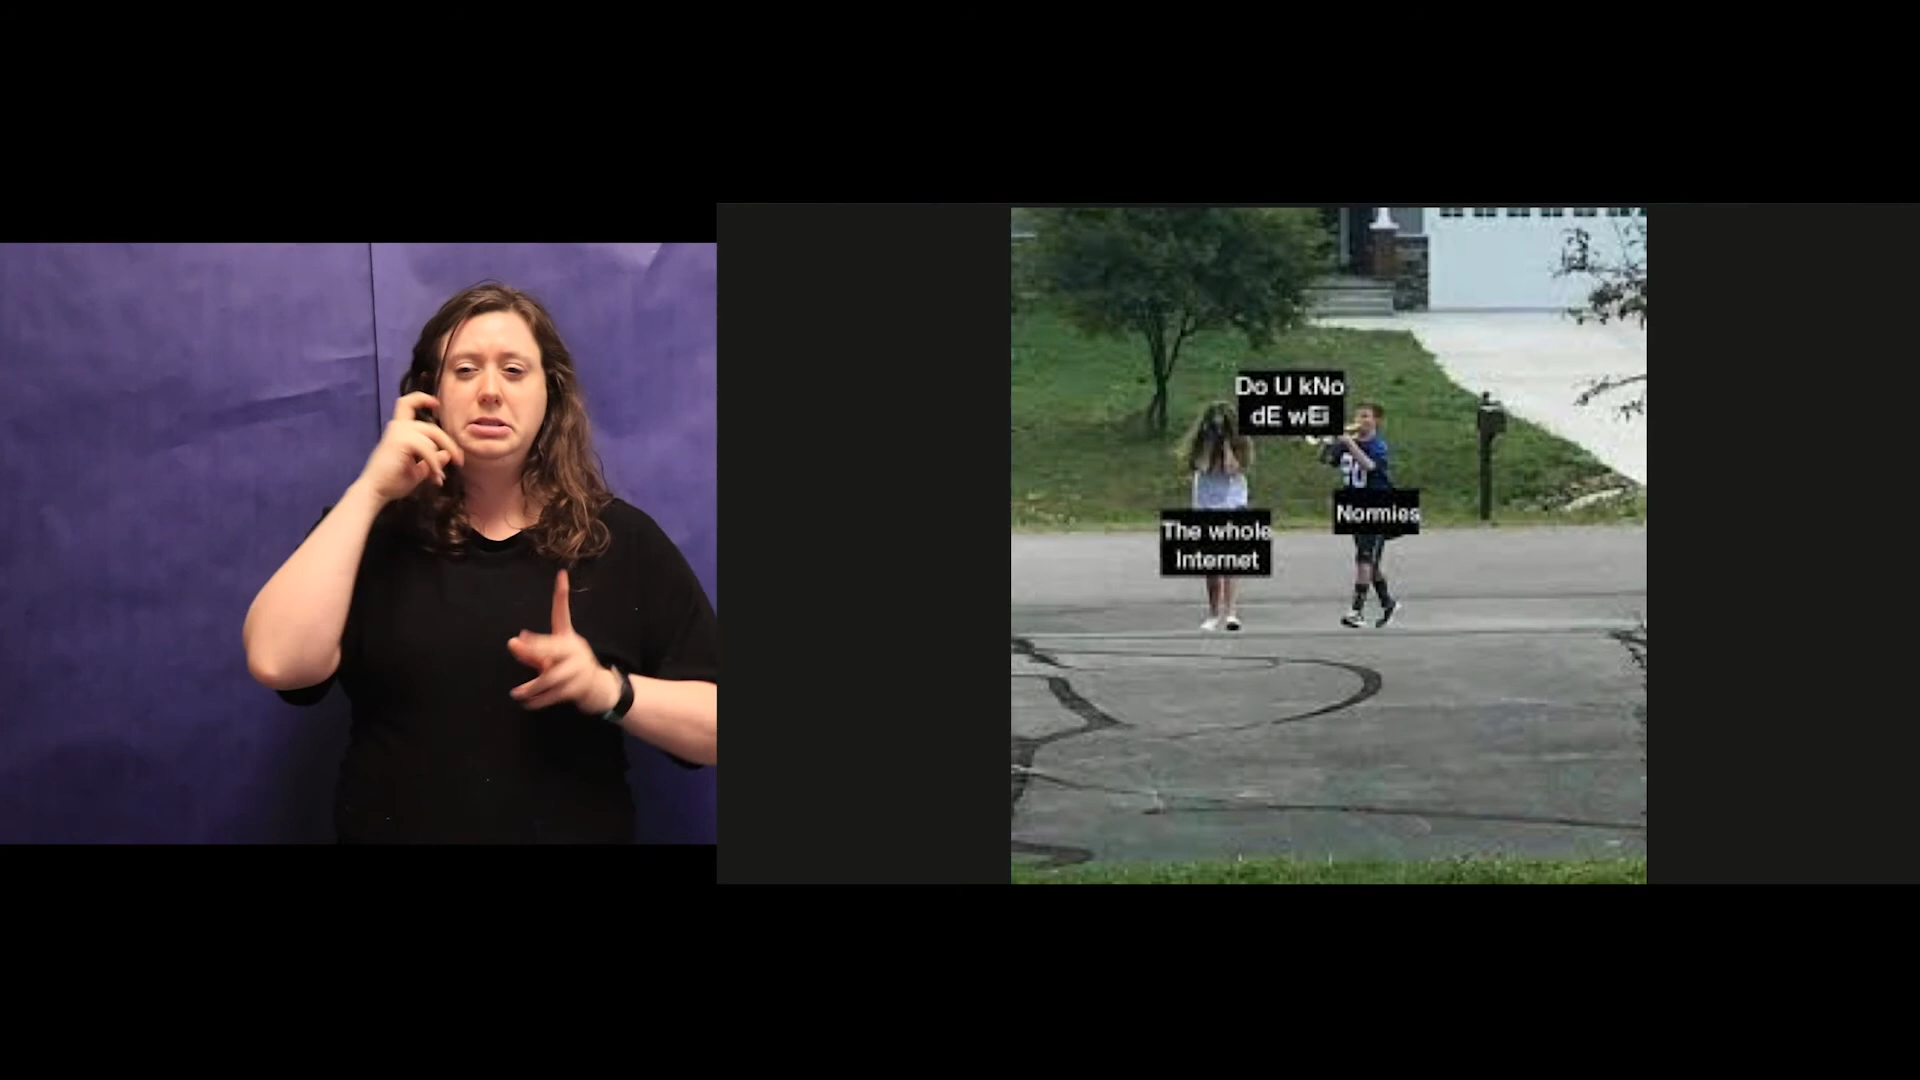 Do U kNo
dE wEi
The whole
Internet
Normies